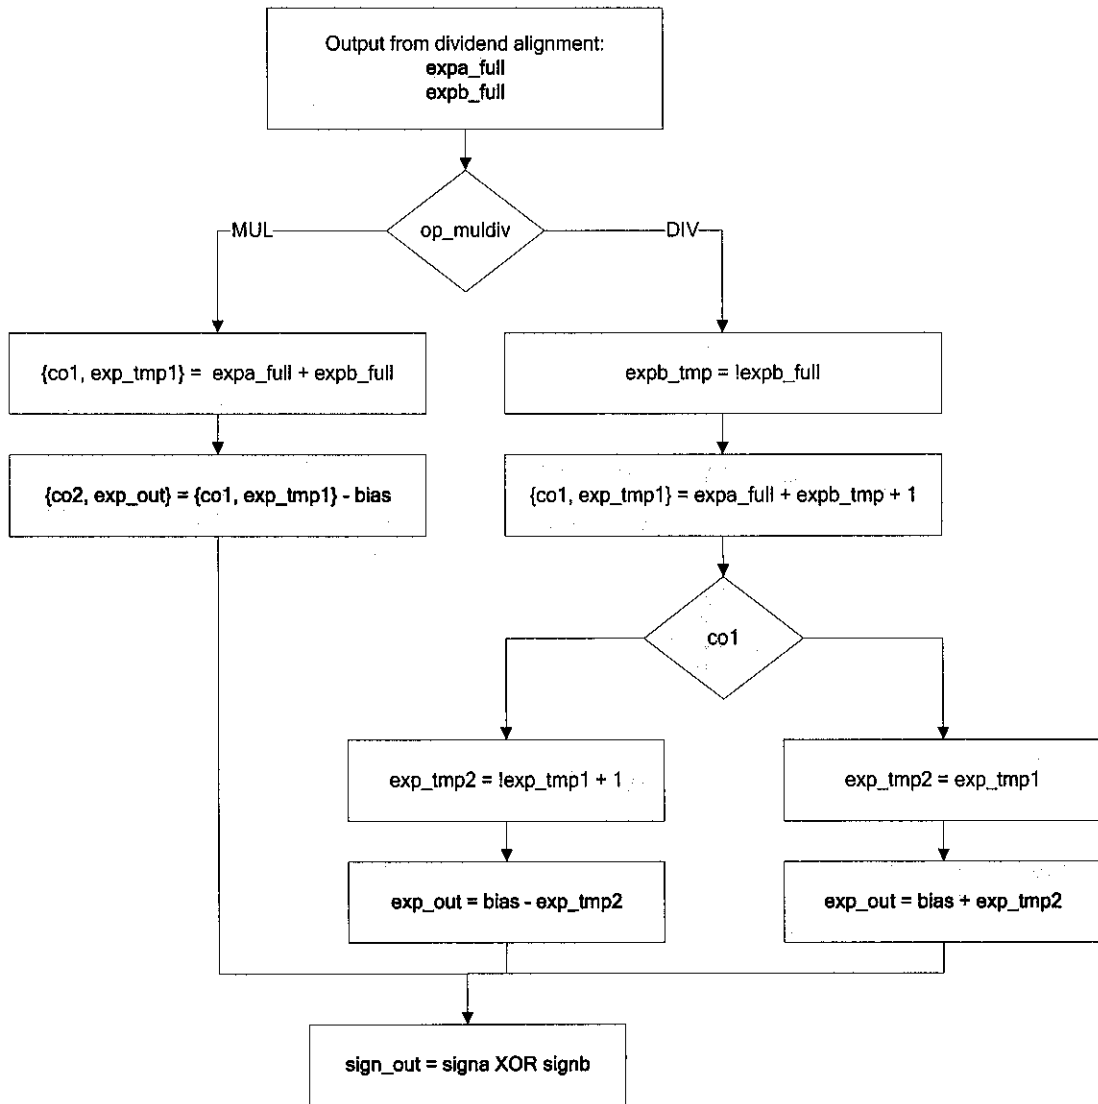 Output from dividend alignment:
expa_full
expb_full
op_muldiv
MUL
DIV
{co1, exp_tmp1} = expa_full + expb_full
expb_tmp = !expb_full
{co2, exp_out} = {co1, exp_tmp1} - bias
{co1, exp_tmp1} = expa_full + expb_tmp + 1
co1
exp_tmp2 = !exp_tmp1 + 1
exp_tmp2 = exp_tmp1
exp_out = bias - exp_tmp2
exp_out = bias + exp_tmp2
sign_out = signa XOR signb